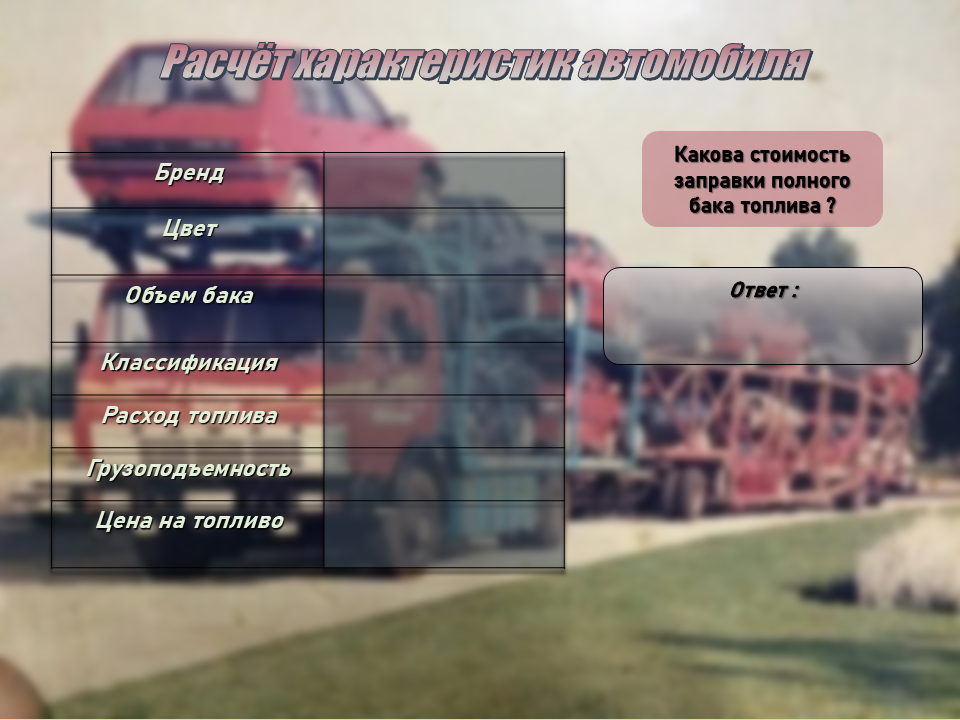 Расчёт характеристик автомобиля
Бренд
Цвет
Объем бака
Классификация
Расход топлива
Грузоподъемность
Цена на топливо
Какова стоимость
заправки полного
бака топлива ?
Ответ :